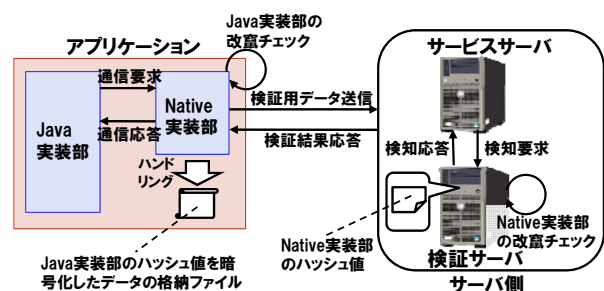 アプリケーション
Java実装部の
改竄チェック
サービスサーバ
通信要求
Java
実装部
Native
実装部
通信応答
検証用データ送信
検証結果応答
ハンド
リング
検知応答
検知要求
Java実装部のハッシュ値を暗
号化したデータの格納ファイル
Native実装部
のハッシュ値
Native実装部
の改竄チェック
検証サーバ
サーバ側